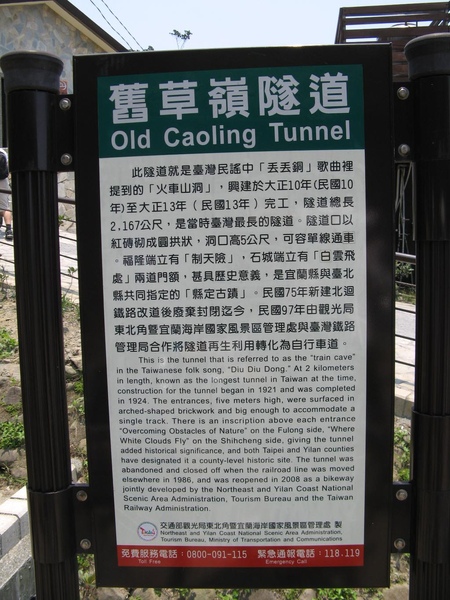 舊草嶺隧道
Old Caoling Tunnel
此隧道就是臺灣民謠中「丟丟銅」歌曲裡
提到的「火車山洞」，興建於大正10年(民國10
年)至大正13年（民國13年）完工，隧道總長
2.167公尺，是當時臺灣最長的隧道。隧道口以
紅磚砌成圓拱狀，洞口高5公尺，可容單線通車
。福隆端立有「制天險」，石城端立有「白雲飛
處」兩道門額，甚具歷史意義，是宜蘭縣與臺北
縣共同指定的「縣定古蹟」。民國75年新建北迴
鐵路改道後廢棄封閉迄今，民國97年由觀光局
東北角暨宜蘭海岸國家風景區管理處與臺灣鐵路
管理局合作將隧道再生利用轉化為自行車道。
This is the tunnel that is referred to as the "train cave"
in the Taiwanese folk song, "Diu Diu Dong." At 2 kilometers
in length, known as the longest tunnel in Taiwan at the time,
construction for the tunnel began in 1921 and was completed
in 1924. The entrances, five meters high, were surfaced in
arched-shaped brickwork and big enough to accommodate a
single track. There is an inscription above each entrance
"Overcoming Obstacles of Nature" on the Fulong side, "Where
White Clouds Fly" on the Shihcheng side, giving the tunnel
added historical significance, and both Taipei and Yilan counties
have designated it a county-level historic site. The tunnel was
abandoned and closed off when the railroad line was moved
elsewhere in 1986, and was reopened in 2008 as a bikeway
jointly developed by the Northeast and Yilan Coast National
Scenic Area Administration, Tourism Bureau and the Taiwan
Railway Administration.
交通部觀光局東北角暨宜蘭海岸國家風景區管理處 製
Northeast and Yilan Coast National Scenic Area Administration,
Tourism Bureau, Ministry of Transportation and Communications
免費服務電話：0800-091-115 緊急通報電話：118.119
Toll Free Emergency Call